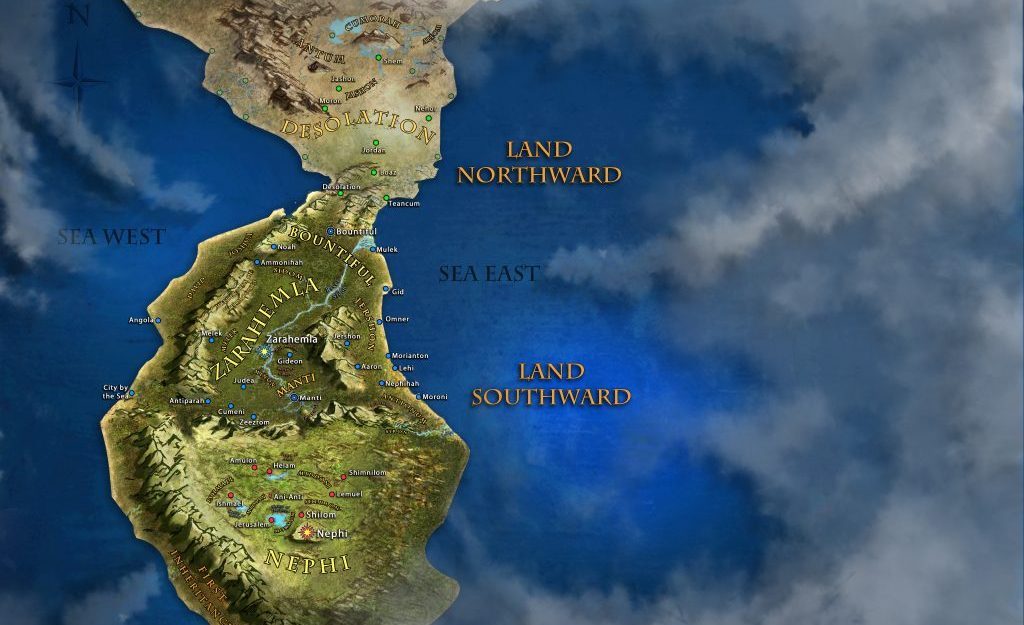 N
CUMORAH
ANTUM
Shem
Jashon
JASHON
Moron
Nehor
DESOLATION
Jordan
Boaz
LAND
NORTHWARD
Desolation
Teancum
SEA WEST
Bountiful
BOUNTIFUL
Noah
Mulek
Ammonihah
SIDOM
SEA EAST
ZARAHEMLA
Gid
JERSHON
Angola
Omner
Melek
Zarahemla
Jershon
Gideon
Morianton
Aaron
Lehi
LAND
SOUTHWARD
Judea
MANTI
Nephihah
City by
the Sea
Antiparah
Manti
Moroni
Cumeni
Zeezrom
Amulon
Helam
Shimnilom
Ishmael
Ani-Anti
Lemuel
Shilom
Jerusalem
Nephi
NEPHI
FIRST
INHERITANCE